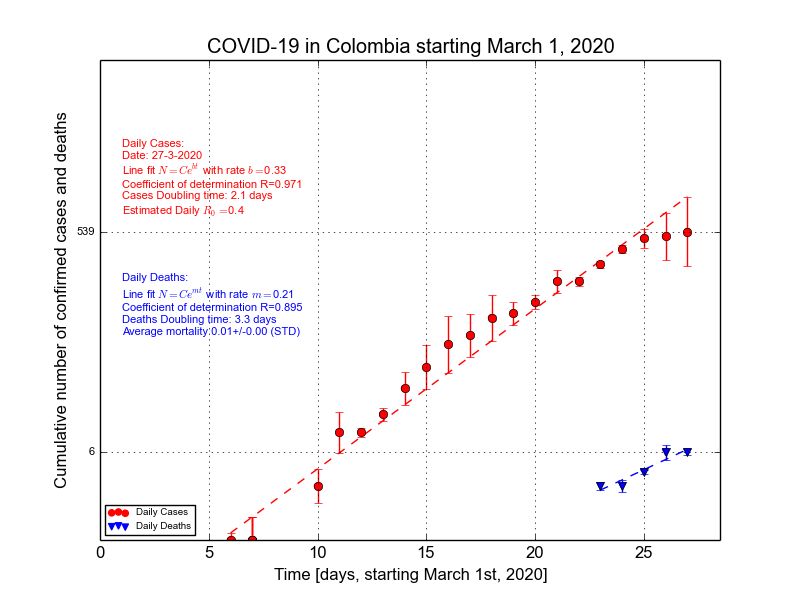 COVID-19 in Colombia starting March 1, 2020
Cumulative number of confirmed cases and deaths
Daily Cases:
Date: 27-3-2020
Line fit N=Ce^{bt} with rate b=0.33
Coefficient of determination R=0.971
Cases Doubling time: 2.1 days
Estimated Daily R_0=0.4
539
Daily Deaths:
Line fit N=Ce^{mt} with rate m=0.21
Coefficient of determination R=0.895
Deaths Doubling time: 3.3 days
Average mortality:0.01+/-0.00 (STD)
6
Daily Cases
Daily Deaths
0 5 10 15 20 25
Time [days, starting March 1st, 2020]